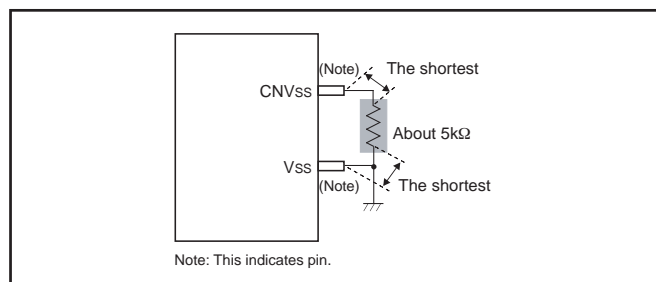 (Note)
The shortest
CNVSS
About 5kΩ
VSS
(Note)
The shortest
Note: This indicates pin.